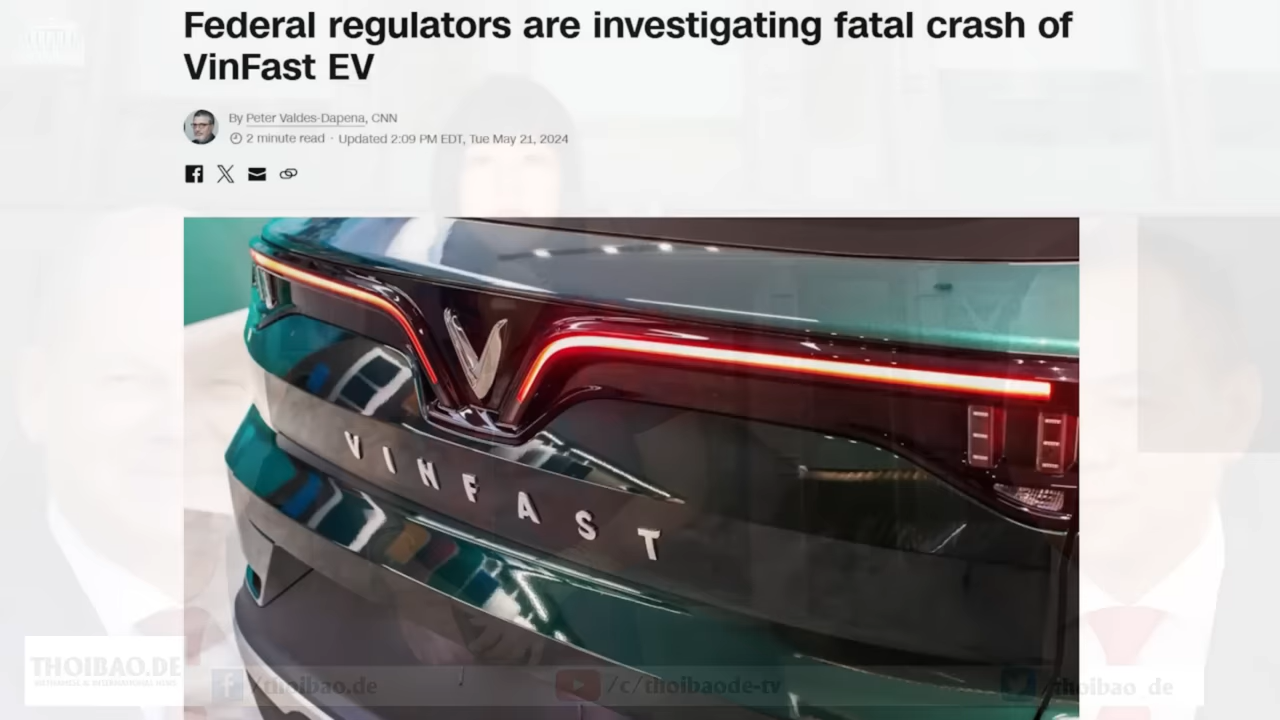 Federal regulators are investigating fatal crash of
VinFast EV
By Peter Valdes-Dapena, CNN
2 minute read · Updated 2:09 PM EDT, Tue May 21, 2024
VINFAST
THOIBAO.DE
/thoibao.de
/c/thoibaode-tv
/thoibao_de